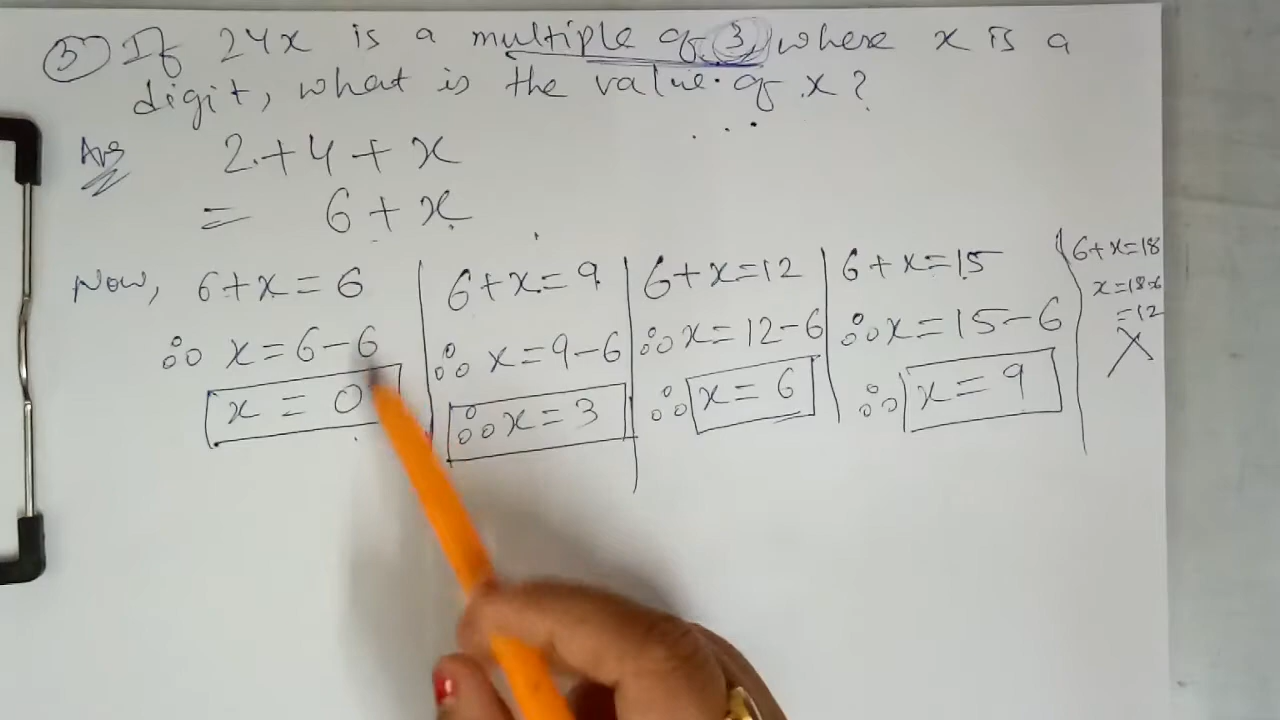 5) If 24x is a multiple of 3, where x is a
digit, what is the value of x?
Ans 2+4+x
= 6+x
Now, 6+x=6
∴ x=6-6
x=0
6+x=9
∴ x=9-6
∴ x=3
6+x=12
∴ x=12-6
∴ x=6
6+x=15
∴ x=15-6
∴ x=9
6+x=18
x=18-6
=12
X